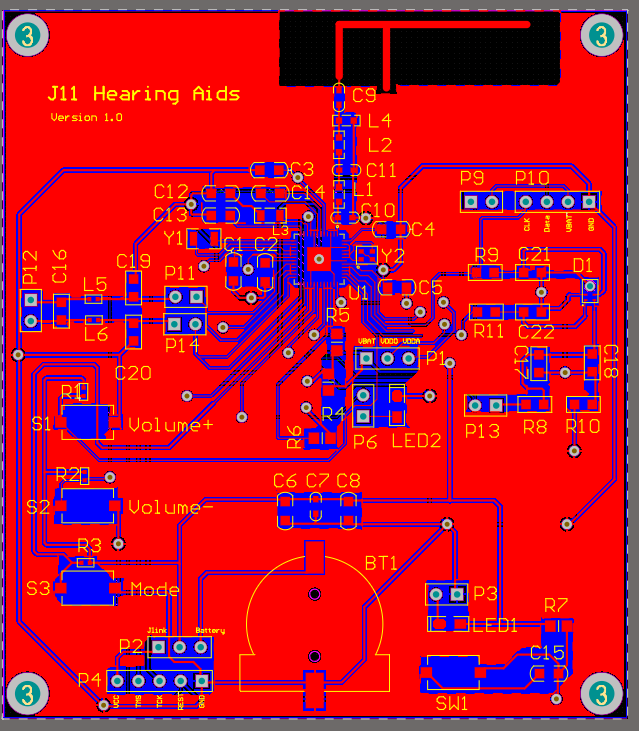 3
3
C9
J11 Hearing Aids
Version 1.0
L4
L2
C3
C11
P9
P10
C12
C14
L1
C13
C10
CLK
Data
VBAT
GND
L3
C4
Y1
C1
C2
Y2
R9
C21
D1
P12
C16
C19
P11
L5
U1
C5
R5
L6
P14
R11
C22
VBAT VDDD VDDA
P1
C17
C18
C20
R1
R4
S1
Volume+
R6
P6
LED2
P13
R8
R10
R2
C6
C7
C8
S2
Volume-
R3
BT1
S3
Mode
P3
LED1
R7
Jlink
Battery
P2
P4
C15
VCC
TMS
TCK
REST
GND
SW1
3
3